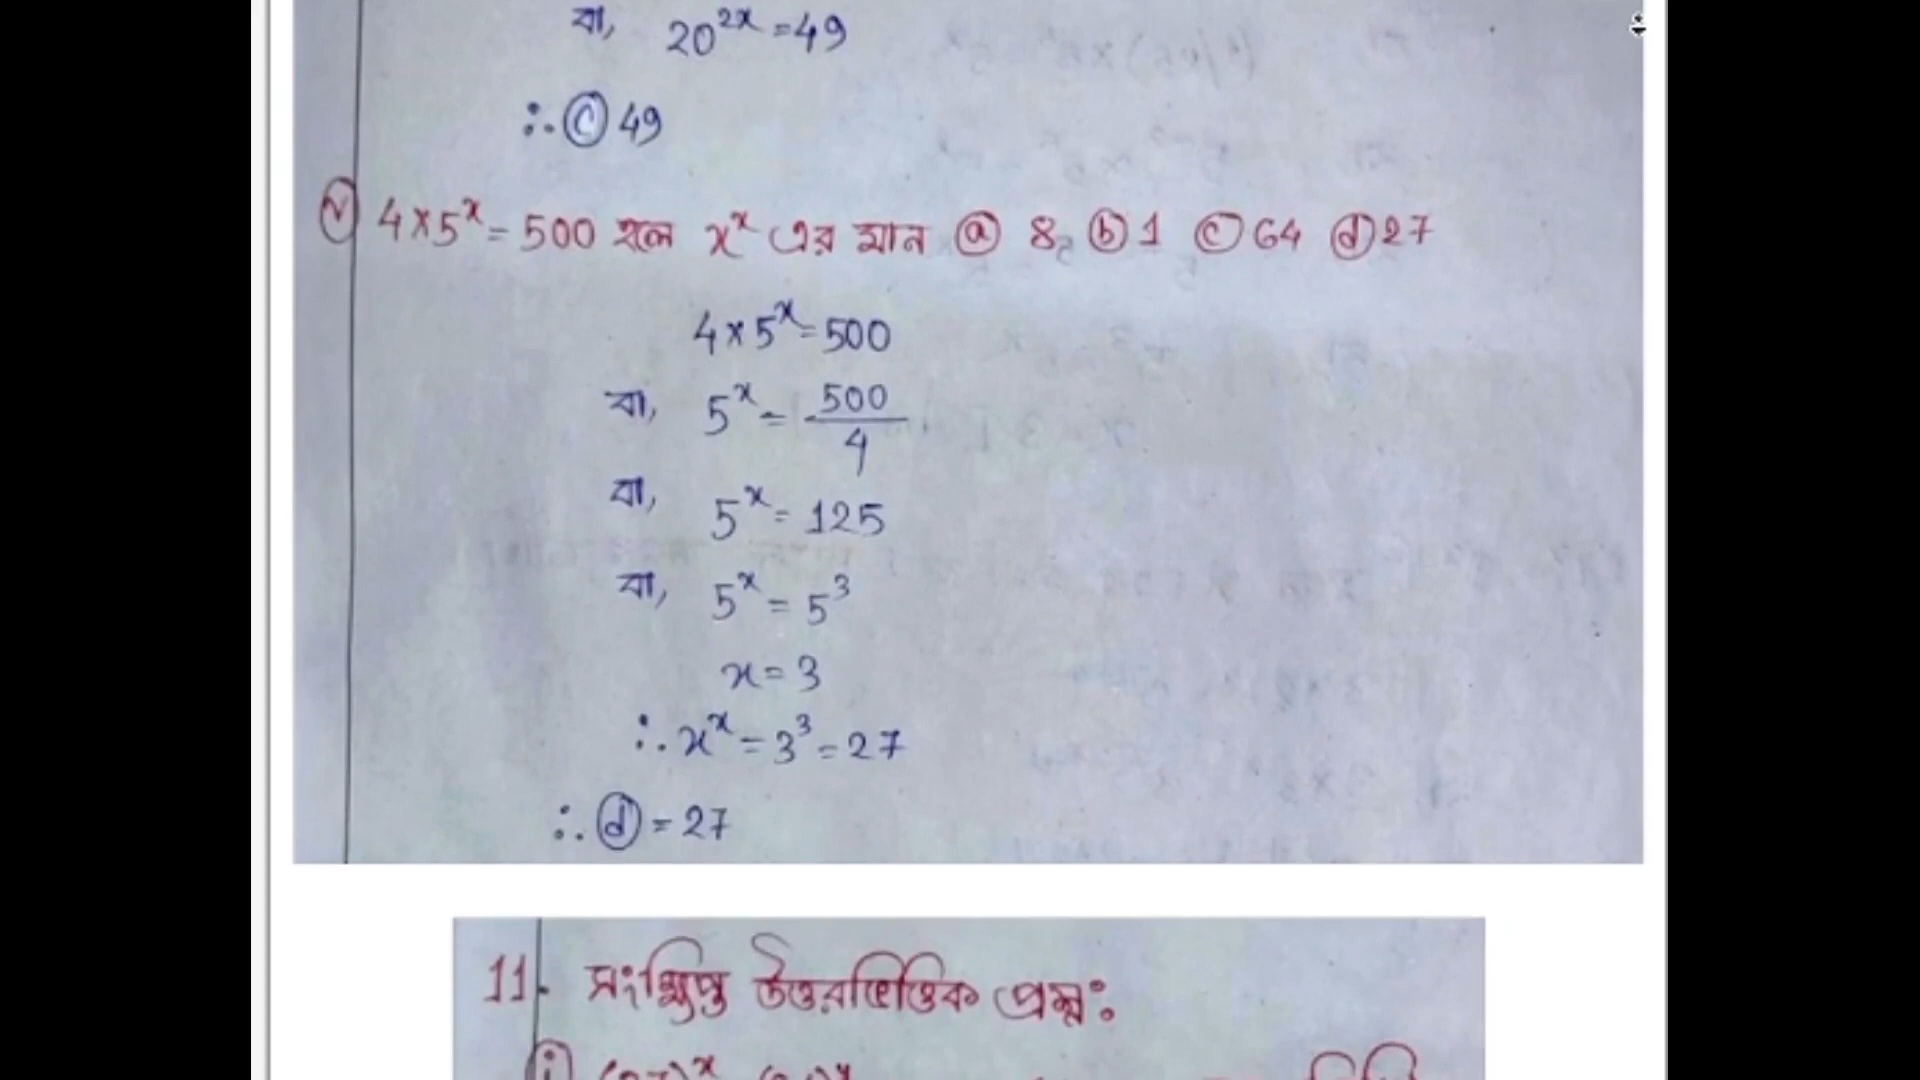 বা, 20^2x = 49
∴ ⓒ 49
ⓥ 4×5^x = 500 হলে x^x এর মান ⓐ 8 ⓑ 1 ⓒ 64 ⓓ 27
4×5^x = 500
বা, 5^x = 500/4
বা, 5^x = 125
বা, 5^x = 5^3
x = 3
∴ x^x = 3^3 = 27
∴ ⓓ = 27
11. সংক্ষিপ্ত উত্তরভিত্তিক প্রশ্ন: